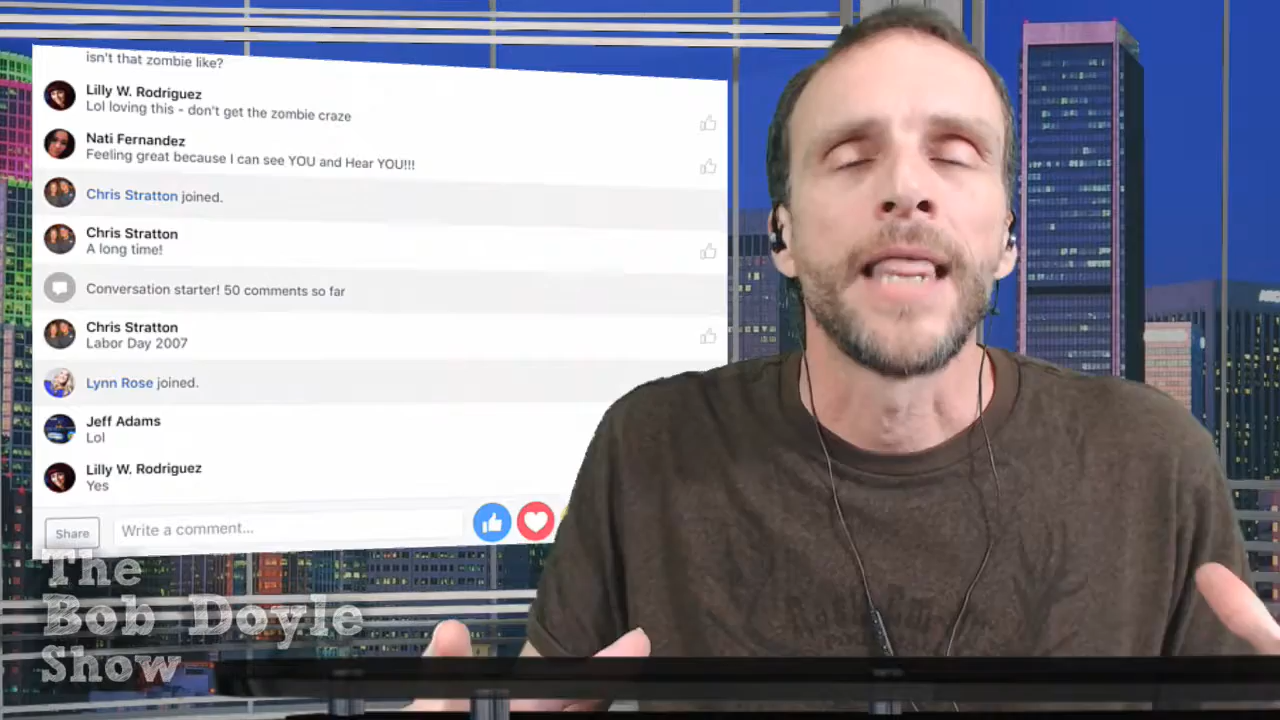 isn't that zombie like?
Lilly W. Rodriguez
Lol loving this - don't get the zombie craze
Nati Fernandez
Feeling great because I can see YOU and Hear YOU!!!
Chris Stratton joined.
Chris Stratton
A long time!
Conversation starter! 50 comments so far
Chris Stratton
Labor Day 2007
Lynn Rose joined.
Jeff Adams
Lol
Lilly W. Rodriguez
Yes
Share
Write a comment...
The
Bob Doyle
Show